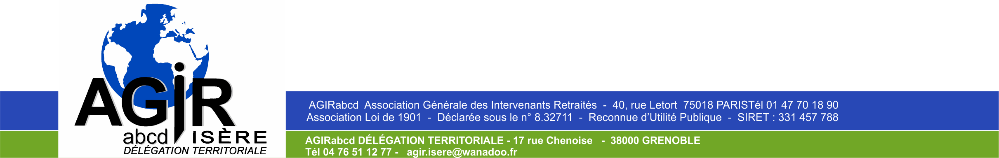 AGiR
abcd ISÈRE
DÉLÉGATION TERRITORIALE
AGIRabcd Association Générale des Intervenants Retraités - 40, rue Letort 75018 PARISTél 01 47 70 18 90
Association Loi de 1901 - Déclarée sous le n° 8.32711 - Reconnue d’Utilité Publique - SIRET : 331 457 788
AGIRabcd DÉLÉGATION TERRITORIALE - 17 rue Chenoise - 38000 GRENOBLE
Tél 04 76 51 12 77 - agir.isere@wanadoo.fr